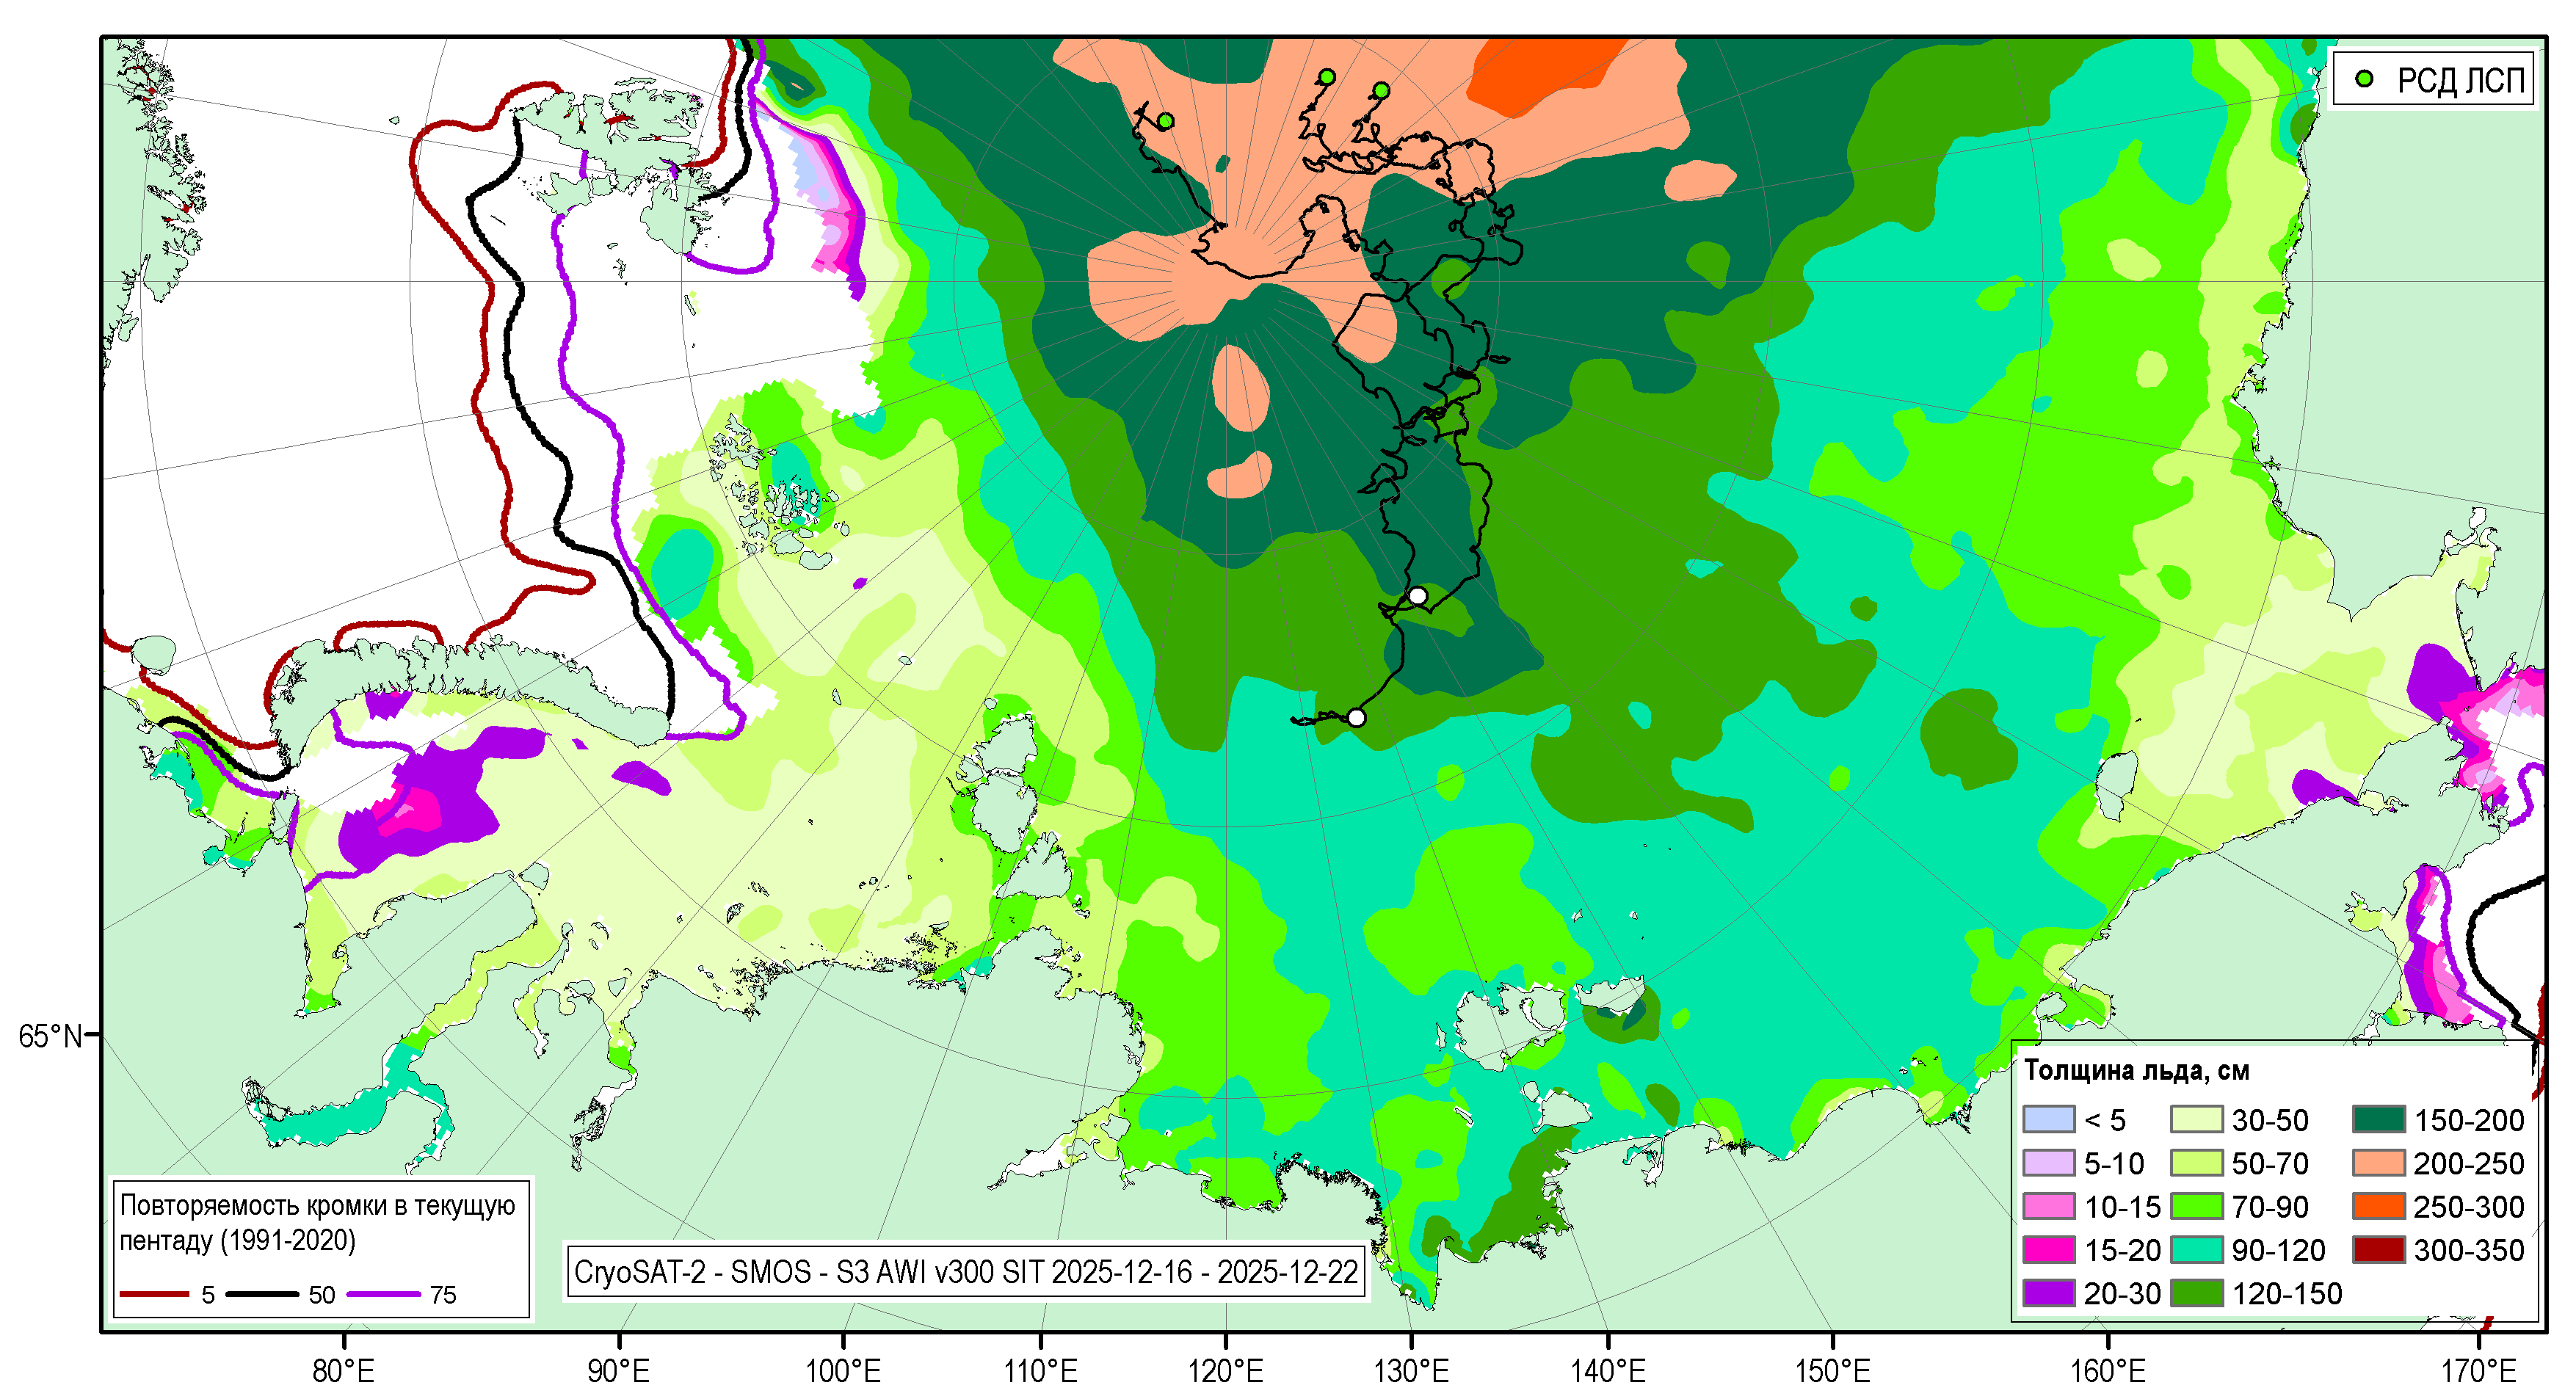 РСД ЛСП
65°N
Толщина льда, см
< 5
30-50
150-200
5-10
50-70
200-250
10-15
70-90
250-300
15-20
90-120
300-350
20-30
120-150
Повторяемость кромки в текущую
пентаду (1991-2020)
5 50 75
CryoSAT-2 - SMOS - S3 AWI v300 SIT 2025-12-16 - 2025-12-22
80°E 90°E 100°E 110°E 120°E 130°E 140°E 150°E 160°E 170°E